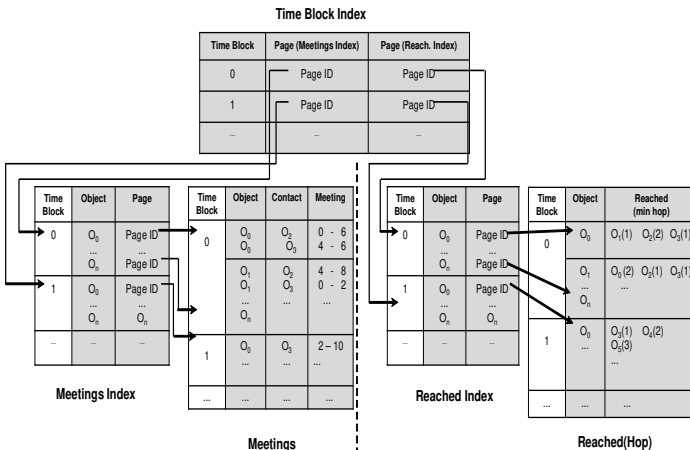 Time Block Index
Time Block Page (Meetings Index) Page (Reach. Index)
0 Page ID Page ID
1 Page ID Page ID
... ... ...
Time Block Object Page
0 O0 Page ID
... ...
On Page ID
1 O0 Page ID
... ...
On On
... ... ...
Meetings Index
Time Block Object Contact Meeting
0 O0 O2 0 - 6
O0 O3 4 - 6
O1 O2 4 - 8
O1 O3 0 - 2
... ...
On
1 O0 O3 2 – 10
... ... ...
... ... ... ...
Meetings
Time Block Object Page
0 O0 Page ID
... ...
On Page ID
1 O0 Page ID
... ...
On On
... ... ...
Reached Index
Time Block Object Reached (min hop)
0 O0 O1(1) O2(2) O3(1)
O1 O0(2) O2(1) O3(1)
... ...
On
1 O0 O3(1) O4(2)
... O5(3)
...
... ... ...
Reached(Hop)